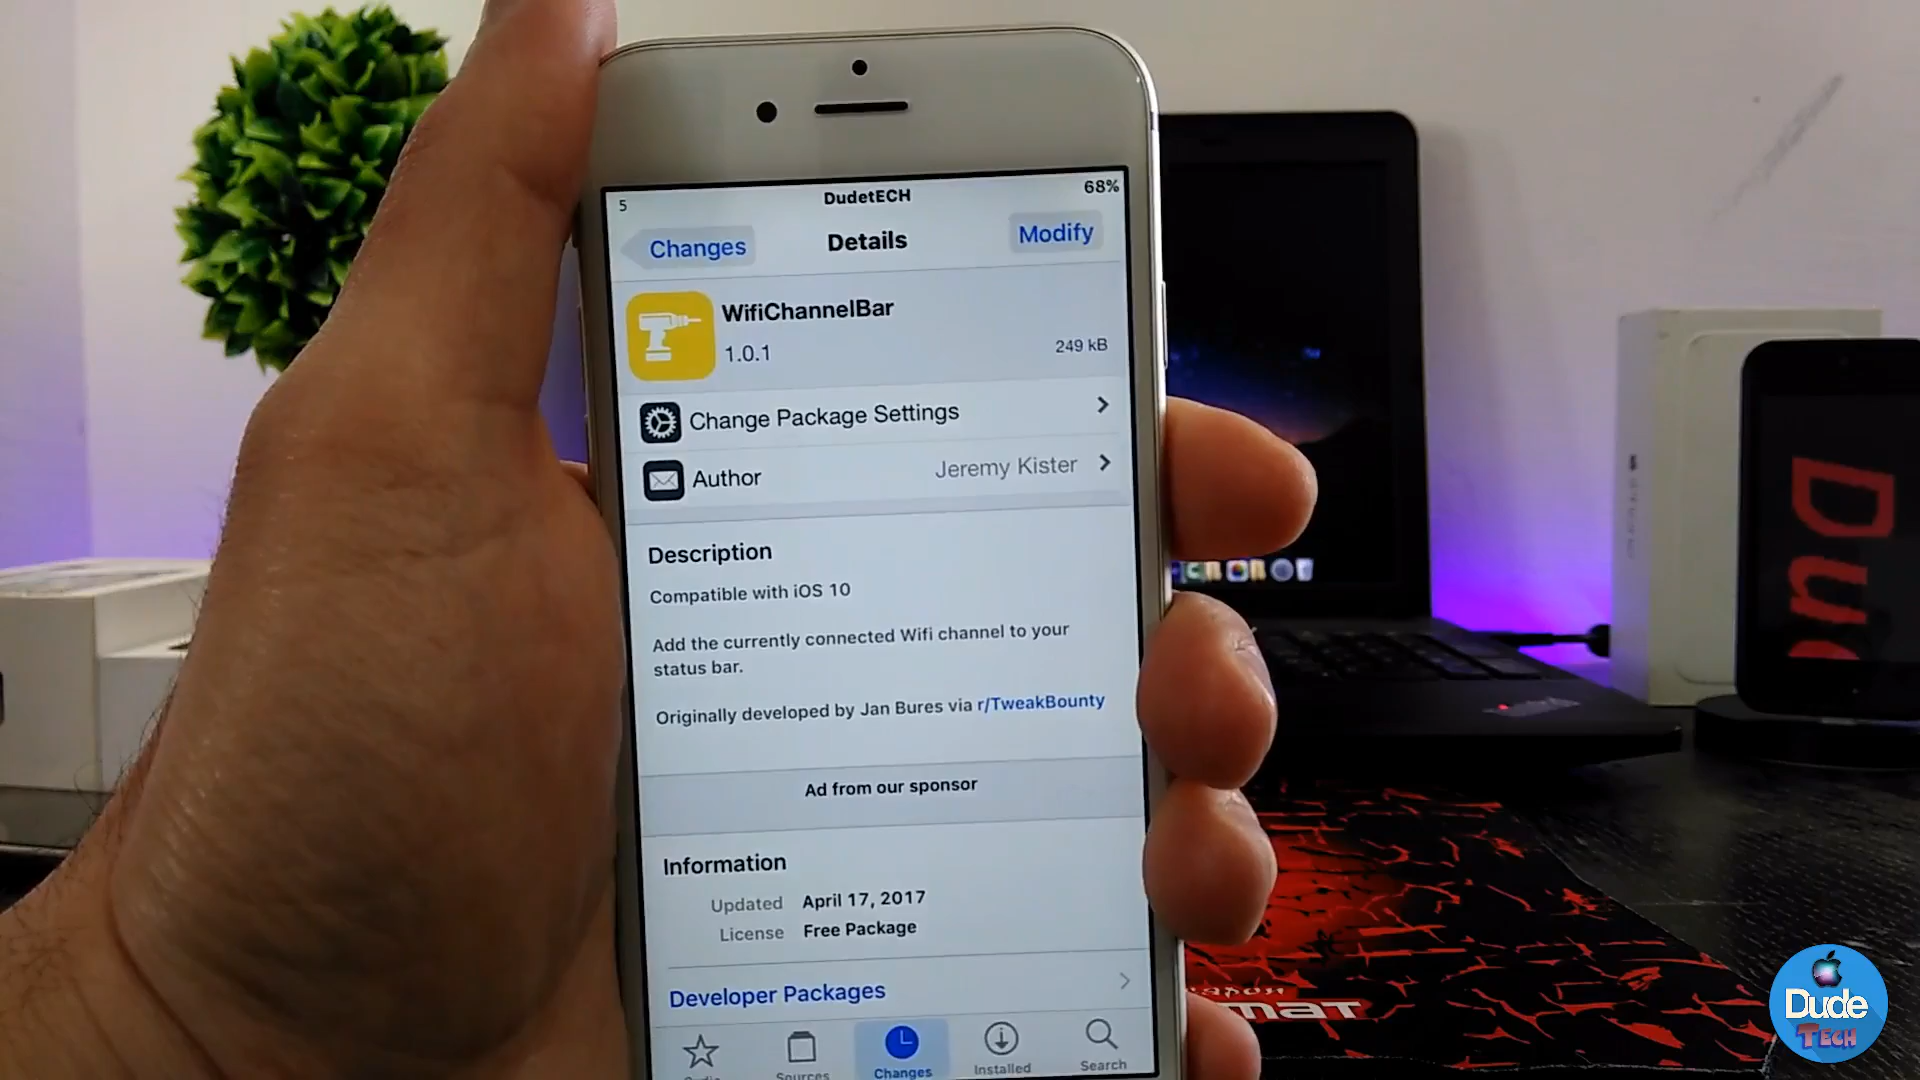 5
DudetECH
68%
Changes
Details
Modify
WifiChannelBar
1.0.1
249 kB
Change Package Settings
Author
Jeremy Kister
Description
Compatible with iOS 10
Add the currently connected Wifi channel to your
status bar.
Originally developed by Jan Bures via r/TweakBounty
Ad from our sponsor
Information
Updated April 17, 2017
License Free Package
Developer Packages
Sources
Changes
Installed
Search
Du
Dude
TECH